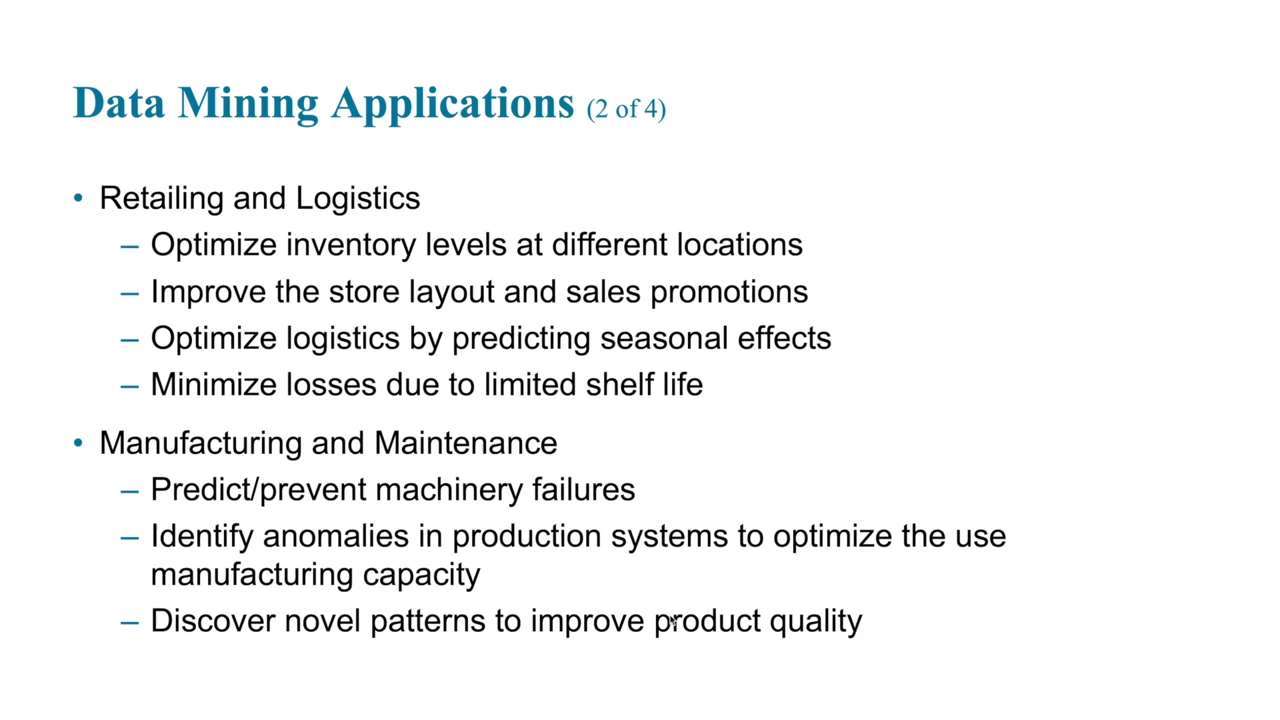 Data Mining Applications (2 of 4)
• Retailing and Logistics
– Optimize inventory levels at different locations
– Improve the store layout and sales promotions
– Optimize logistics by predicting seasonal effects
– Minimize losses due to limited shelf life
• Manufacturing and Maintenance
– Predict/prevent machinery failures
– Identify anomalies in production systems to optimize the use
manufacturing capacity
– Discover novel patterns to improve product quality